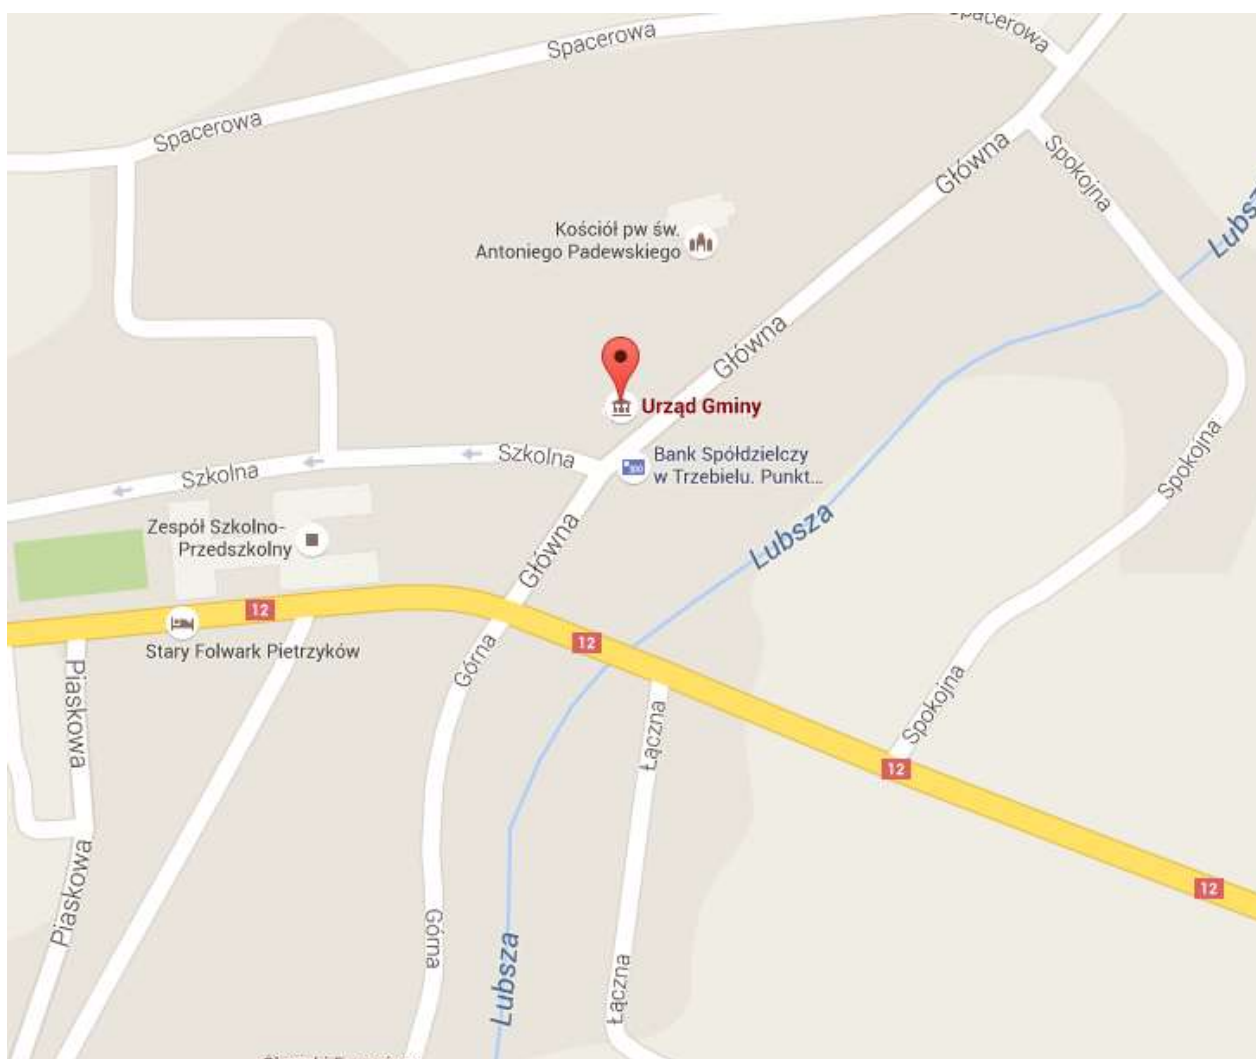 Spacerowa
Spacerowa
Spacerowa
Główna
Spokojna
Kościół pw św.
Antoniego Padewskiego
Główna
Urząd Gminy
Bank Spółdzielczy
w Trzebielu. Punkt...
Szkolna
Szkolna
Spokojna
Lubsza
Zespół Szkolno-
Przedszkolny
Główna
12
12
Stary Folwark Pietrzyków
Górna
Piaskowa
Łączna
Spokojna
12
Piaskowa
12
Górna
Lubsza
Łączna